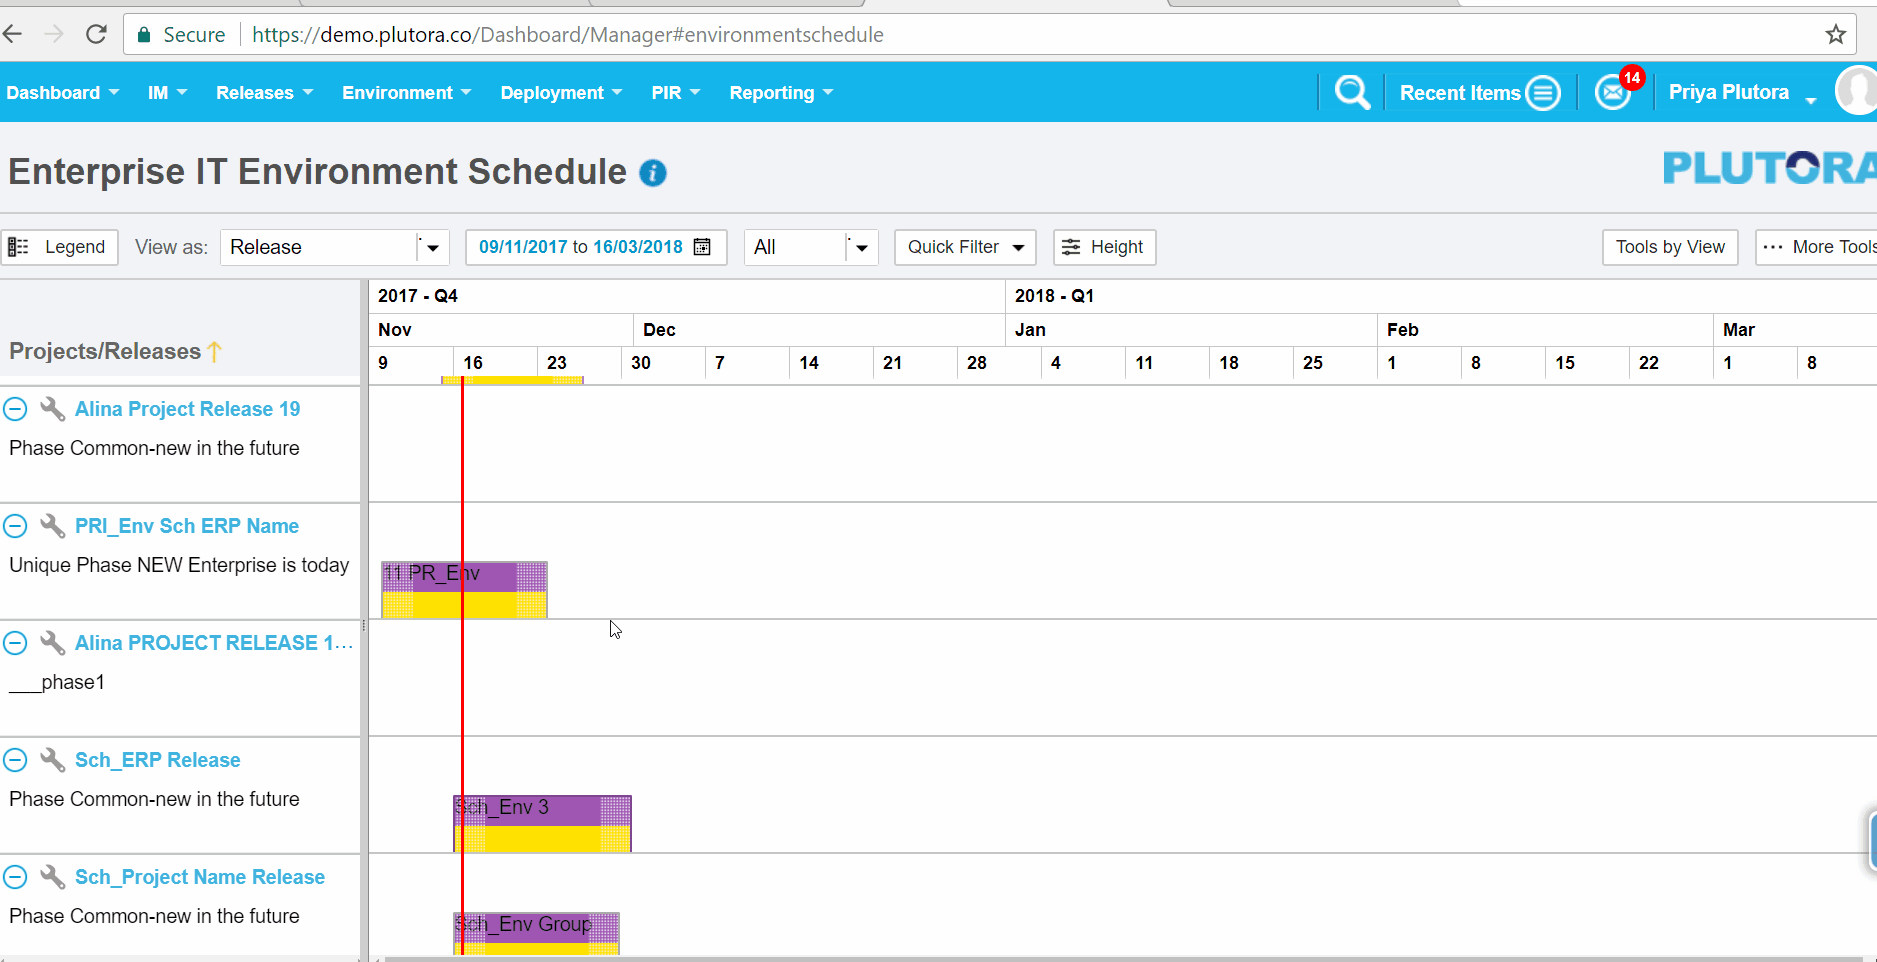 Secure https://demo.plutora.co/Dashboard/Manager#environmentschedule
Dashboard IM Releases Environment Deployment PIR Reporting Recent Items 14 Priya Plutora
Enterprise IT Environment Schedule i PLUTORA
Legend View as: Release 09/11/2017 to 16/03/2018 All Quick Filter Height Tools by View ... More Tools
2017 - Q4 2018 - Q1
Nov Dec Jan Feb Mar
Projects/Releases
9 16 23 30 7 14 21 28 4 11 18 25 1 8 15 22 1 8
Alina Project Release 19
Phase Common-new in the future
PRI_Env Sch ERP Name
Unique Phase NEW Enterprise is today
11 PR_Env
Alina PROJECT RELEASE 1...
___phase1
Sch_ERP Release
Phase Common-new in the future
Sch_Env 3
Sch_Project Name Release
Phase Common-new in the future
Sch_Env Group